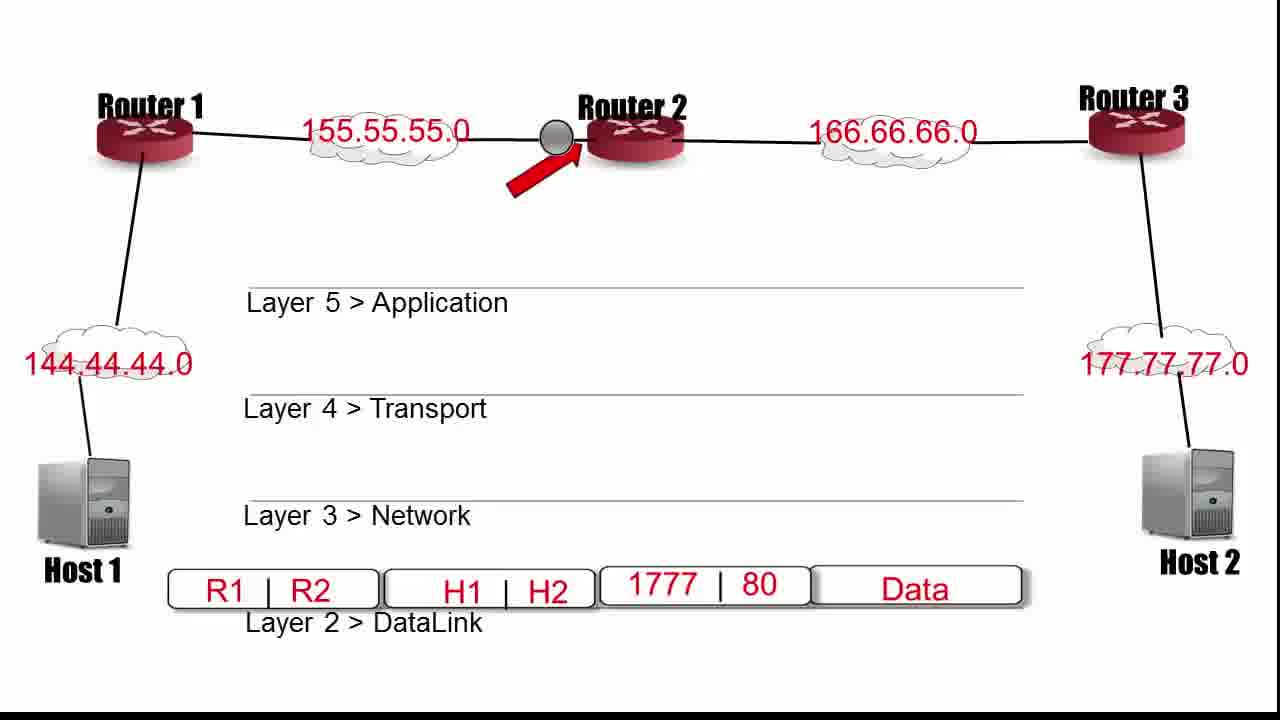 Router 1
Router 2
Router 3
155.55.55.0
166.66.66.0
Layer 5 > Application
144.44.44.0
177.77.77.0
Layer 4 > Transport
Layer 3 > Network
Host 1
Host 2
R1 | R2
H1 | H2
1777 | 80
Data
Layer 2 > DataLink